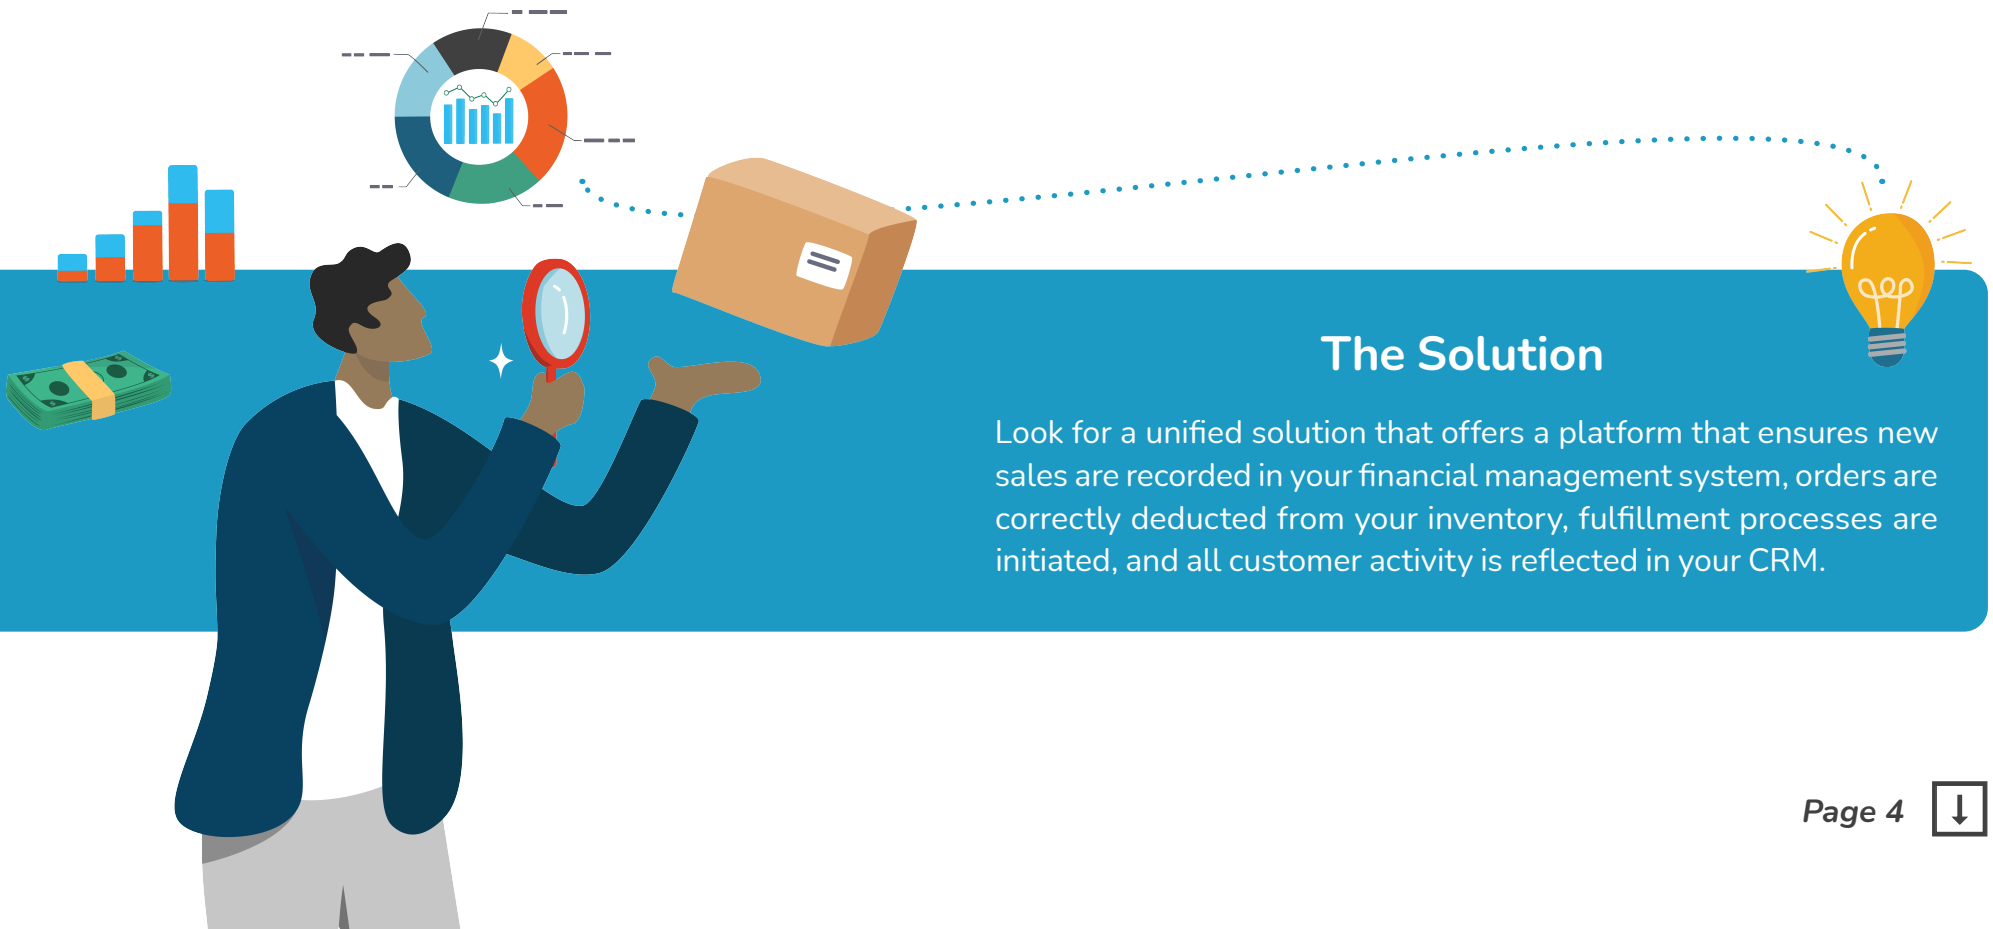 The Solution
Look for a unified solution that offers a platform that ensures new
sales are recorded in your financial management system, orders are
correctly deducted from your inventory, fulfillment processes are
initiated, and all customer activity is reflected in your CRM.
Page 4